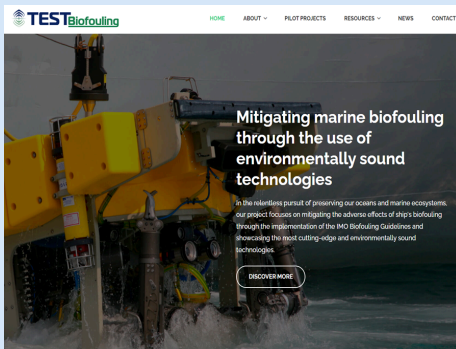 TESTBiofouling
HOME ABOUT PILOT PROJECTS RESOURCES NEWS CONTACT
Mitigating marine biofouling
through the use of
environmentally sound
technologies
In the relentless pursuit of preserving our oceans and marine ecosystems,
our project focuses on mitigating the adverse effects of ship's biofouling
through the implementation of the IMO Biofouling Guidelines and
showcasing the most cutting-edge and environmentally sound
technologies.
DISCOVER MORE